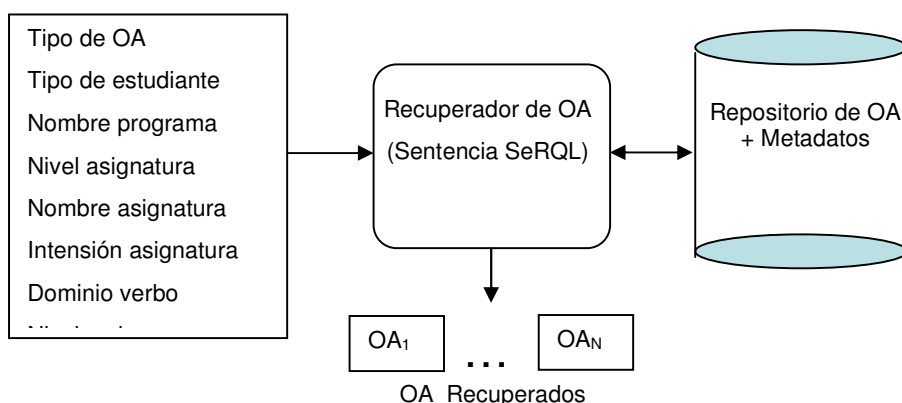 Tipo de OA
Tipo de estudiante
Nombre programa
Nivel asignatura
Nombre asignatura
Intensión asignatura
Dominio verbo
Recuperador de OA
(Sentencia SeRQL)
Repositorio de OA
+ Metadatos
OA₁ ... OAN
OA Recuperados